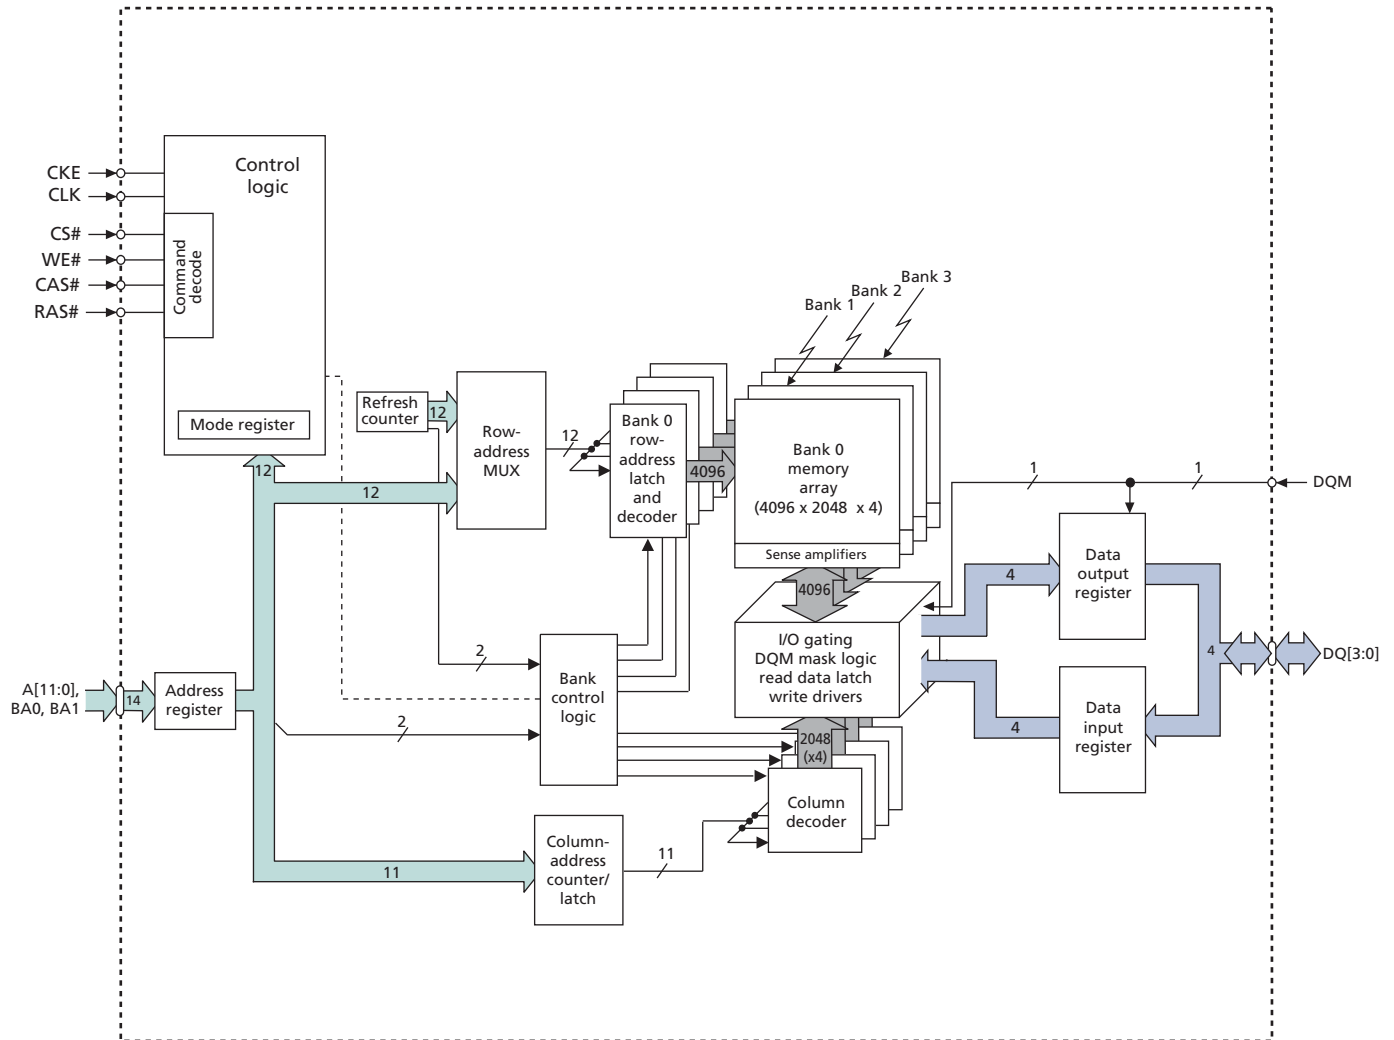 Control
logic
CKE
CLK
CS#
WE#
CAS#
RAS#
Command
decode
Mode register
12
Refresh
counter
12
12
Row-
address
MUX
12
Bank 0
row-
address
latch
and
decoder
4096
Bank 1
Bank 2
Bank 3
Bank 0
memory
array
(4096 x 2048 x 4)
Sense amplifiers
4096
I/O gating
DQM mask logic
read data latch
write drivers
2048
(x4)
Column
decoder
1
1
DQM
Data
output
register
4
4
DQ[3:0]
Data
input
register
4
A[11:0],
BA0, BA1
14
Address
register
2
2
Bank
control
logic
11
Column-
address
counter/
latch
11